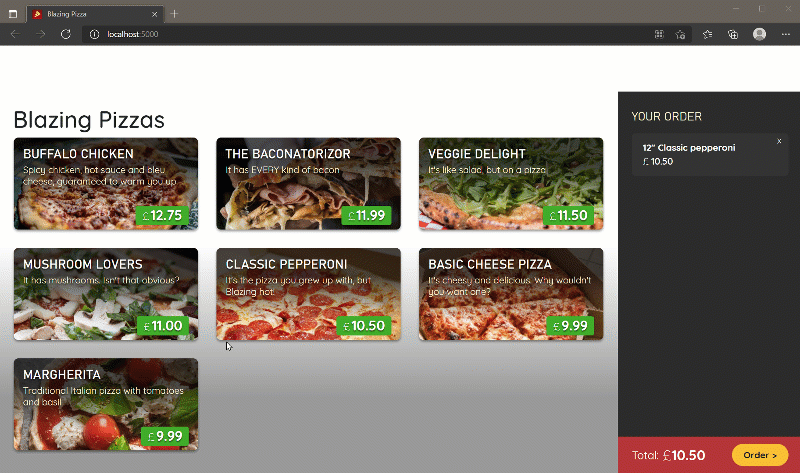 Blazing Pizza
localhost:5000
Blazing Pizzas
BUFFALO CHICKEN
Spicy chicken, hot sauce and bleu
cheese, guaranteed to warm you up
£12.75
THE BACONATORIZOR
It has EVERY kind of bacon
£11.99
VEGGIE DELIGHT
It's like salad, but on a pizza
£11.50
MUSHROOM LOVERS
It has mushrooms. Isn't that obvious?
£11.00
CLASSIC PEPPERONI
It's the pizza you grew up with, but
Blazing hot!
£10.50
BASIC CHEESE PIZZA
It's cheesy and delicious. Why wouldn't
you want one?
£9.99
MARGHERITA
Traditional Italian pizza with tomatoes
and basil
£9.99
YOUR ORDER
12" Classic pepperoni
x
£10.50
Total: £10.50
Order >